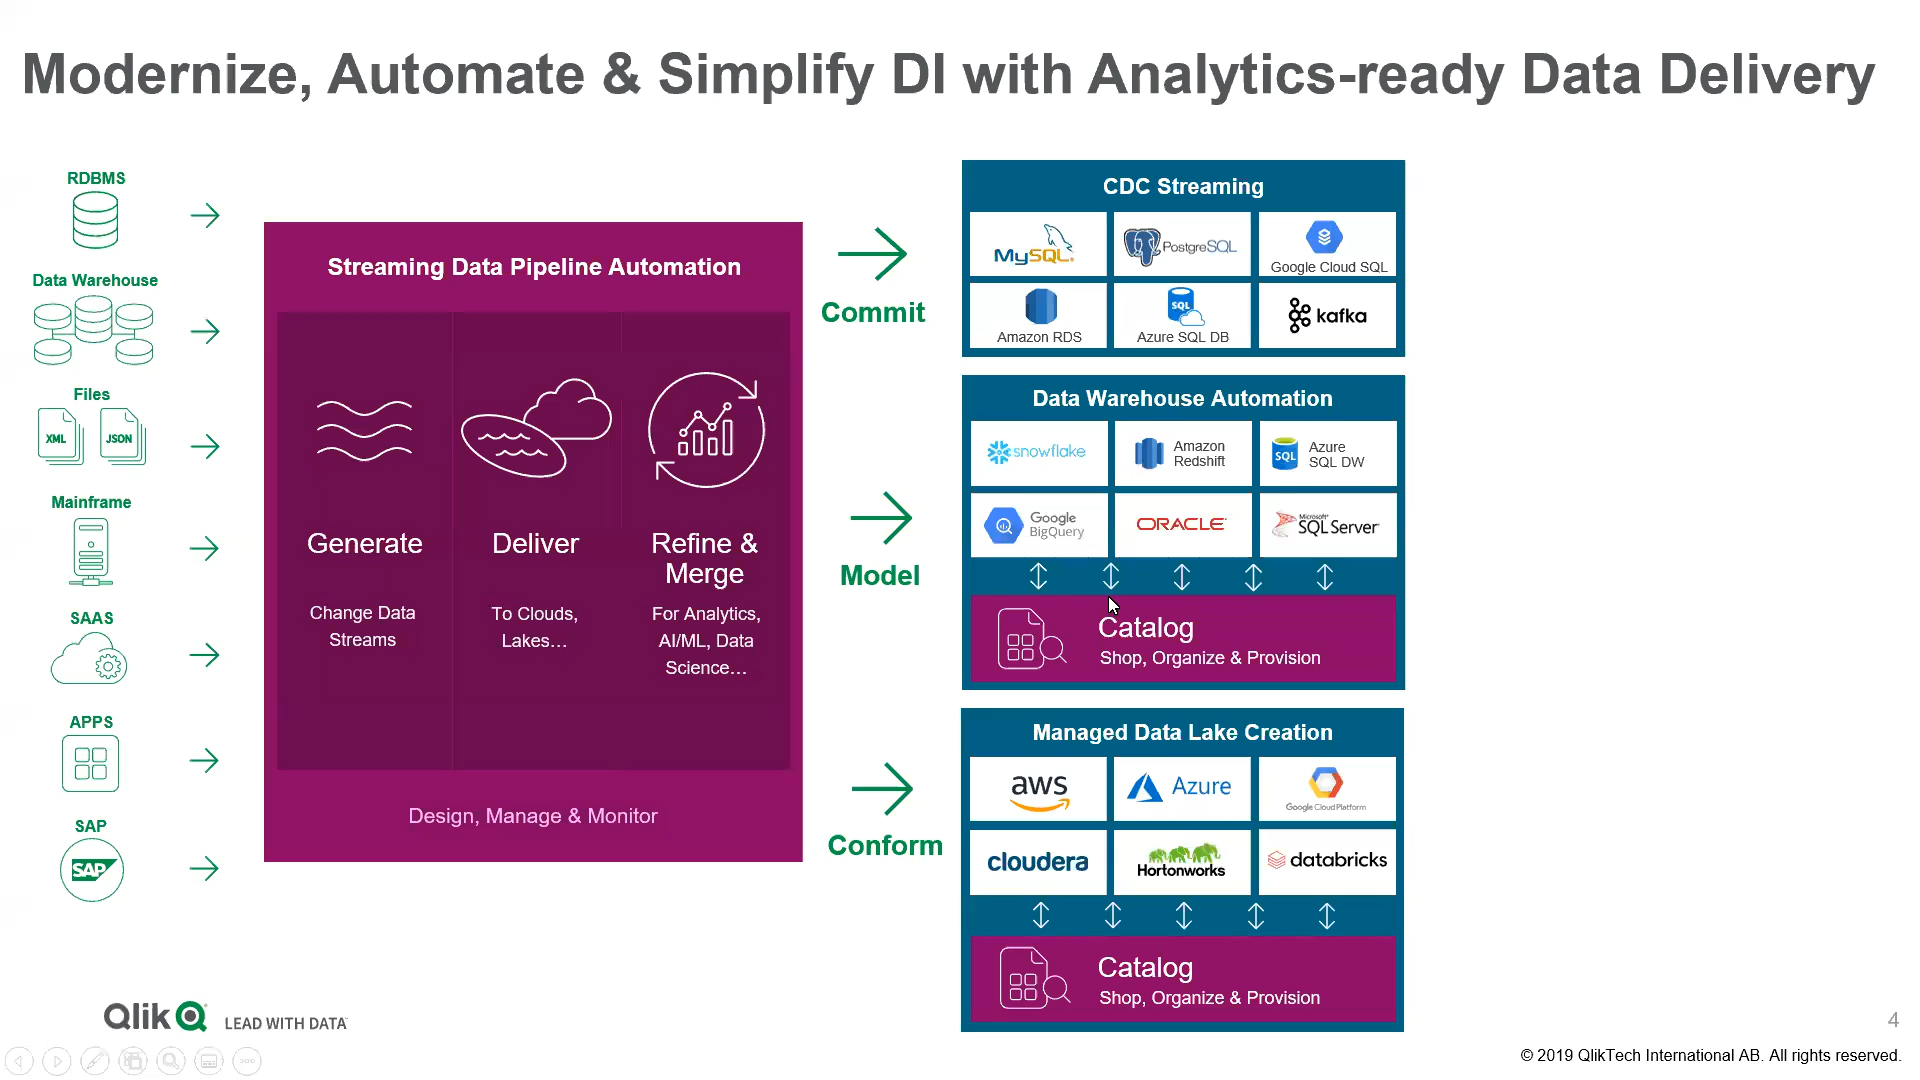 Modernize, Automate & Simplify DI with Analytics-ready Data Delivery
RDBMS
Data Warehouse
Files
XML
JSON
Mainframe
SAAS
APPS
SAP
SAP
Streaming Data Pipeline Automation
Generate
Change Data
Streams
Deliver
To Clouds,
Lakes...
Refine &
Merge
For Analytics,
AI/ML, Data
Science...
Design, Manage & Monitor
Commit
Model
Conform
CDC Streaming
MySQL
PostgreSQL
Google Cloud SQL
Amazon RDS
SQL
Azure SQL DB
kafka
Data Warehouse Automation
snowflake
Amazon
Redshift
SQL
Azure
SQL DW
Google
BigQuery
ORACLE
Microsoft
SQL Server
Catalog
Shop, Organize & Provision
Managed Data Lake Creation
aws
Azure
Google Cloud Platform
cloudera
Hortonworks
databricks
Catalog
Shop, Organize & Provision
Qlik
LEAD WITH DATA
4
© 2019 QlikTech International AB. All rights reserved.